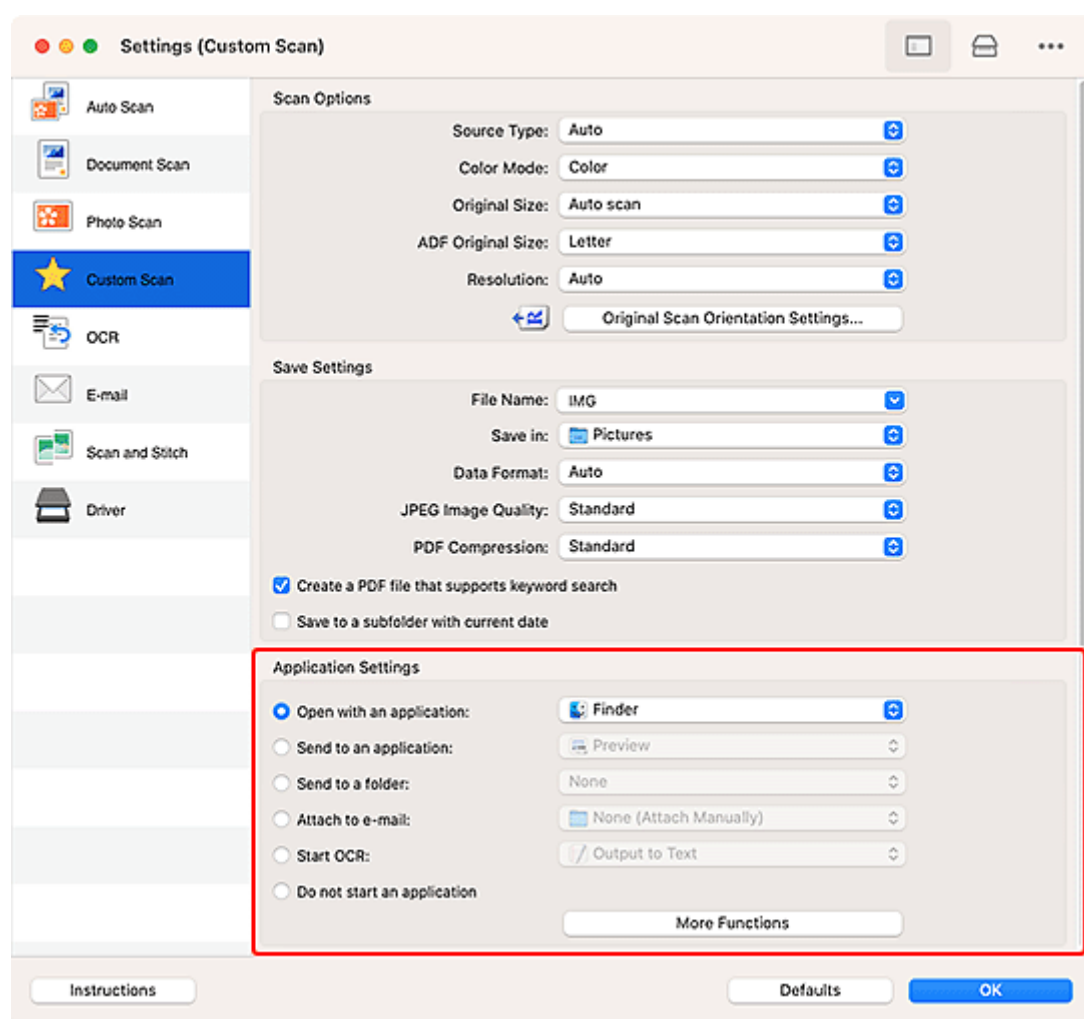 Settings (Custom Scan)
Auto Scan
Document Scan
Photo Scan
Custom Scan
OCR
E-mail
Scan and Stitch
Driver
Scan Options
Source Type: Auto
Color Mode: Color
Original Size: Auto scan
ADF Original Size: Letter
Resolution: Auto
Original Scan Orientation Settings...
Save Settings
File Name: IMG
Save in: Pictures
Data Format: Auto
JPEG Image Quality: Standard
PDF Compression: Standard
Create a PDF file that supports keyword search
Save to a subfolder with current date
Application Settings
Open with an application: Finder
Send to an application: Preview
Send to a folder: None
Attach to e-mail: None (Attach Manually)
Start OCR: Output to Text
Do not start an application
More Functions
Instructions
Defaults
OK